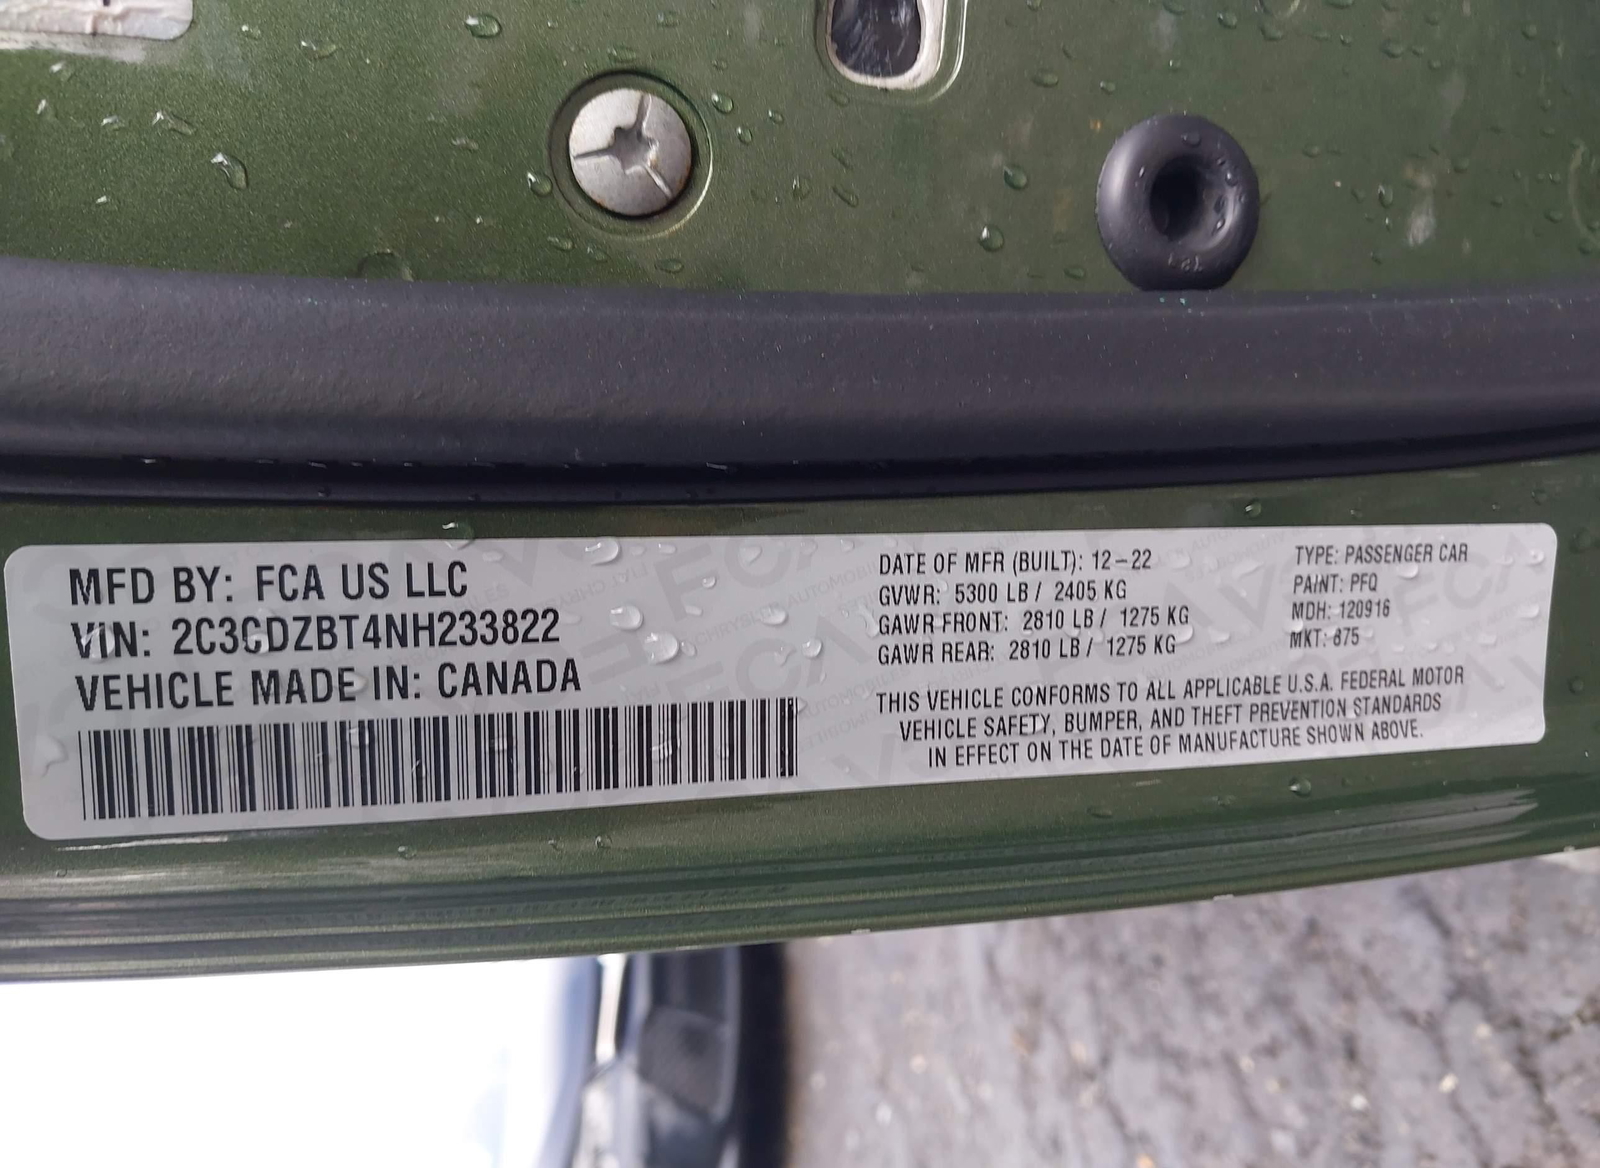 MFD BY: FCA US LLC
VIN: 2C3CDZBT4NH233822
VEHICLE MADE IN: CANADA
DATE OF MFR (BUILT): 12-22
GVWR: 5300 LB / 2405 KG
GAWR FRONT: 2810 LB / 1275 KG
GAWR REAR: 2810 LB / 1275 KG
TYPE: PASSENGER CAR
PAINT: PFQ
MDH: 120916
MKT: 875
THIS VEHICLE CONFORMS TO ALL APPLICABLE U.S.A. FEDERAL MOTOR
VEHICLE SAFETY, BUMPER, AND THEFT PREVENTION STANDARDS
IN EFFECT ON THE DATE OF MANUFACTURE SHOWN ABOVE.